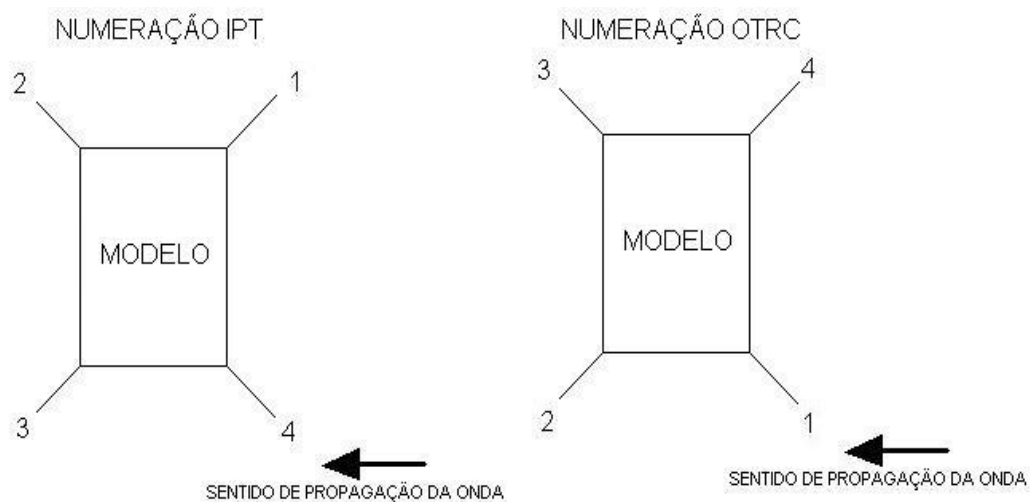 NUMERAÇÃO IPT
2
1
MODELO
3
4
SENTIDO DE PROPAGAÇÃO DA ONDA
NUMERAÇÃO OTRC
3
4
MODELO
2
1
SENTIDO DE PROPAGAÇÃO DA ONDA